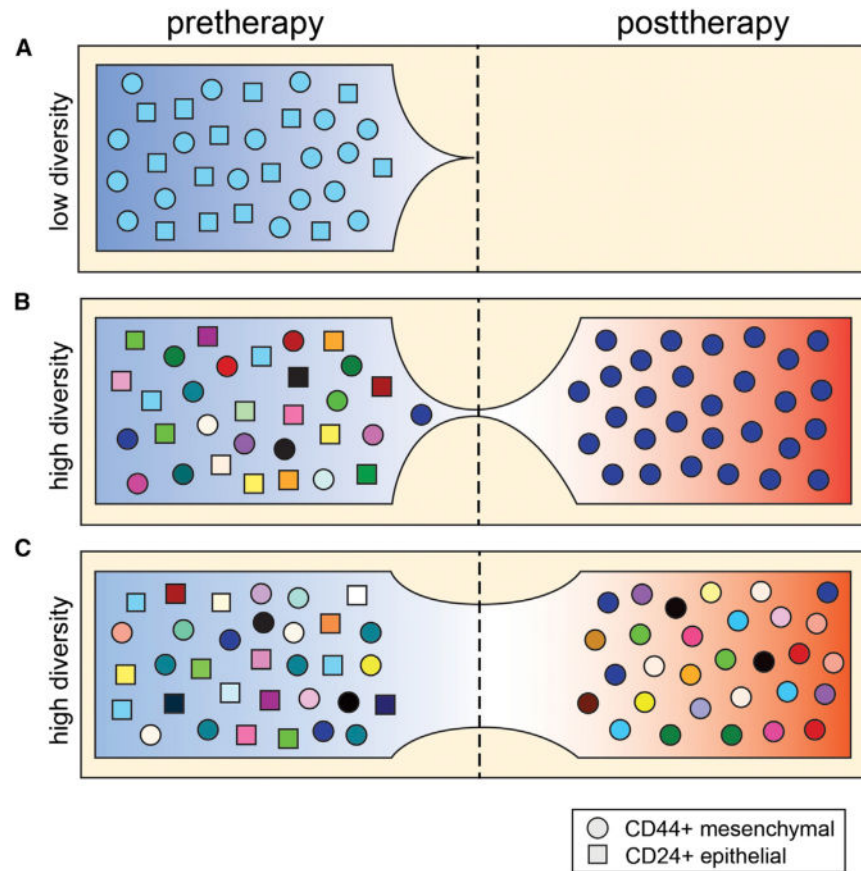 pretherapy
posttherapy
A
low diversity
B
high diversity
C
high diversity
CD44+ mesenchymal
CD24+ epithelial